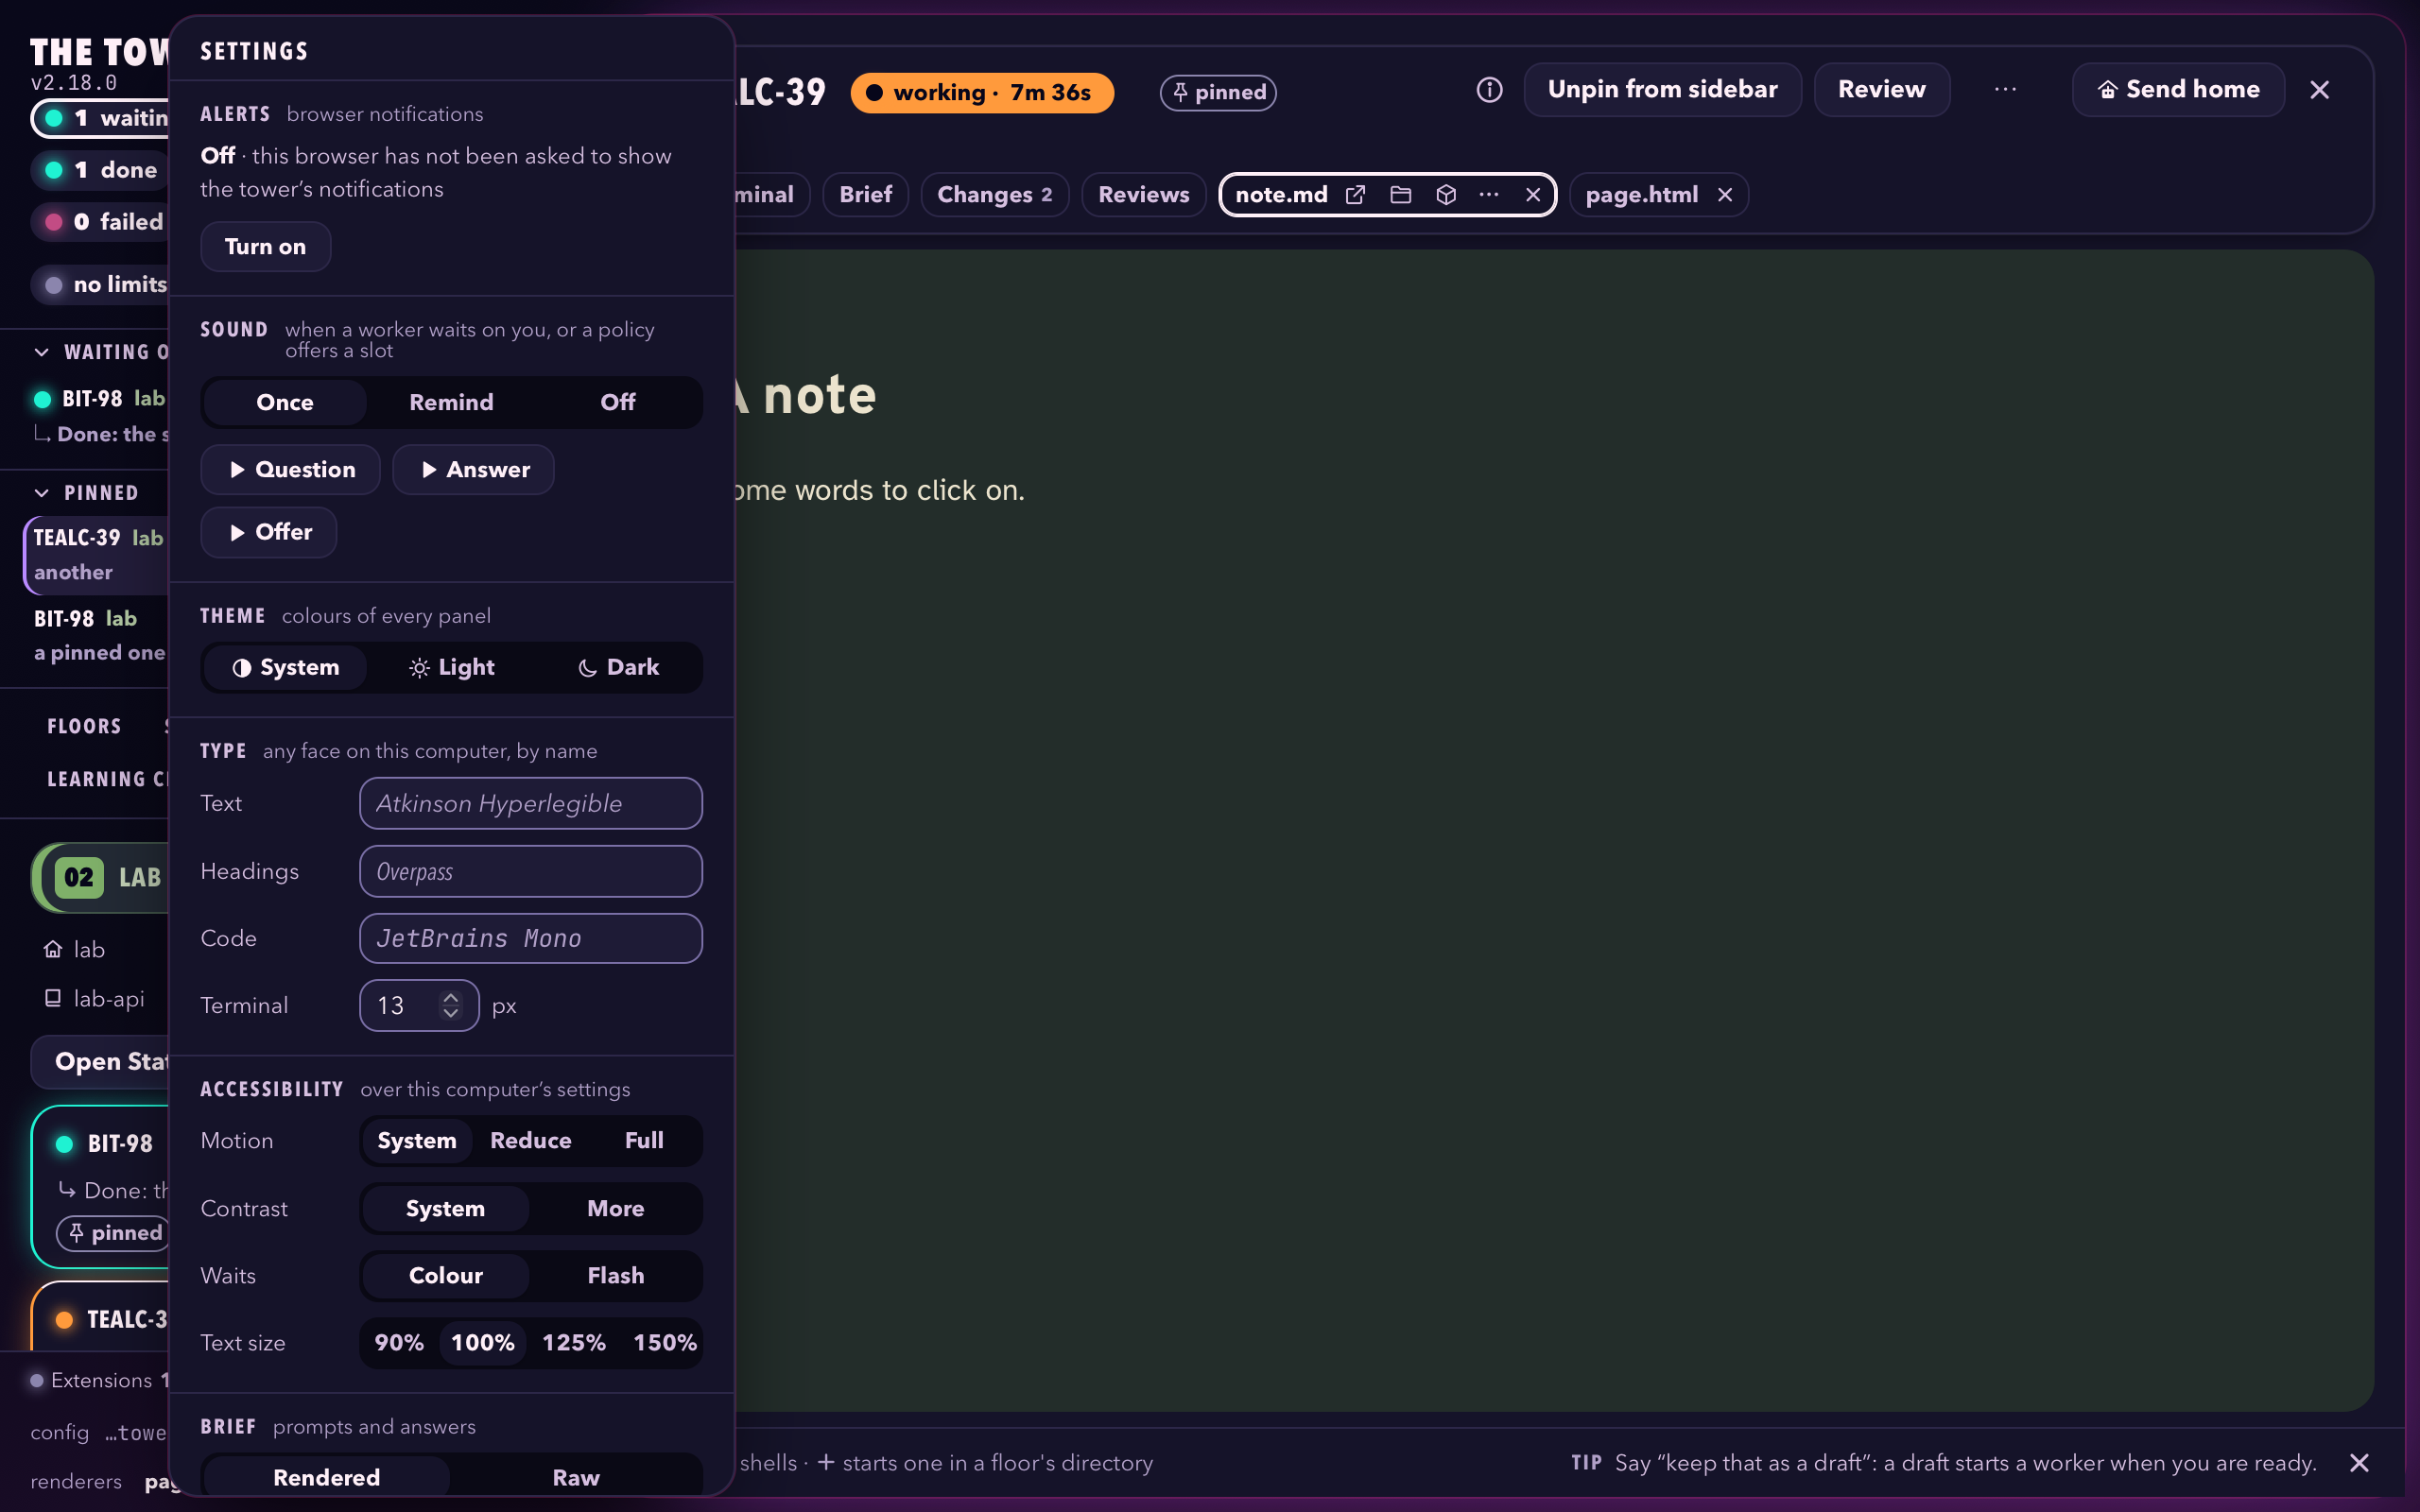 THE TOW
v2.18.0
1 waitin
1 done
0 failed
no limits
WAITING O
BIT-98 lab
Done: the s
PINNED
TEALC-39 lab
another
BIT-98 lab
a pinned one
FLOORS
LEARNING C
02 LAB
lab
lab-api
Open Stat
BIT-98
Done: th
pinned
TEALC-3
Extensions 1
config …towe
renderers pag
SETTINGS
ALERTS browser notifications
Off · this browser has not been asked to show
the tower’s notifications
Turn on
SOUND when a worker waits on you, or a policy
offers a slot
Once Remind Off
Question Answer
Offer
THEME colours of every panel
System Light Dark
TYPE any face on this computer, by name
Text Atkinson Hyperlegible
Headings Overpass
Code JetBrains Mono
Terminal 13 px
ACCESSIBILITY over this computer’s settings
Motion System Reduce Full
Contrast System More
Waits Colour Flash
Text size 90% 100% 125% 150%
BRIEF prompts and answers
Rendered Raw
LC-39 working · 7m 36s pinned Unpin from sidebar Review ··· Send home
minal Brief Changes 2 Reviews note.md ··· page.html
A note
ome words to click on.
shells · + starts one in a floor's directory
TIP Say “keep that as a draft”: a draft starts a worker when you are ready.